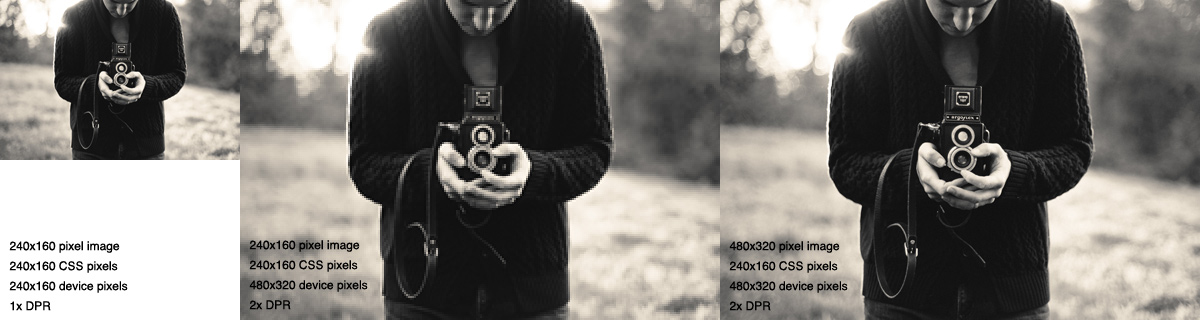 240x160 pixel image
240x160 CSS pixels
240x160 device pixels
1x DPR
240x160 pixel image
240x160 CSS pixels
480x320 device pixels
2x DPR
480x320 pixel image
240x160 CSS pixels
480x320 device pixels
2x DPR